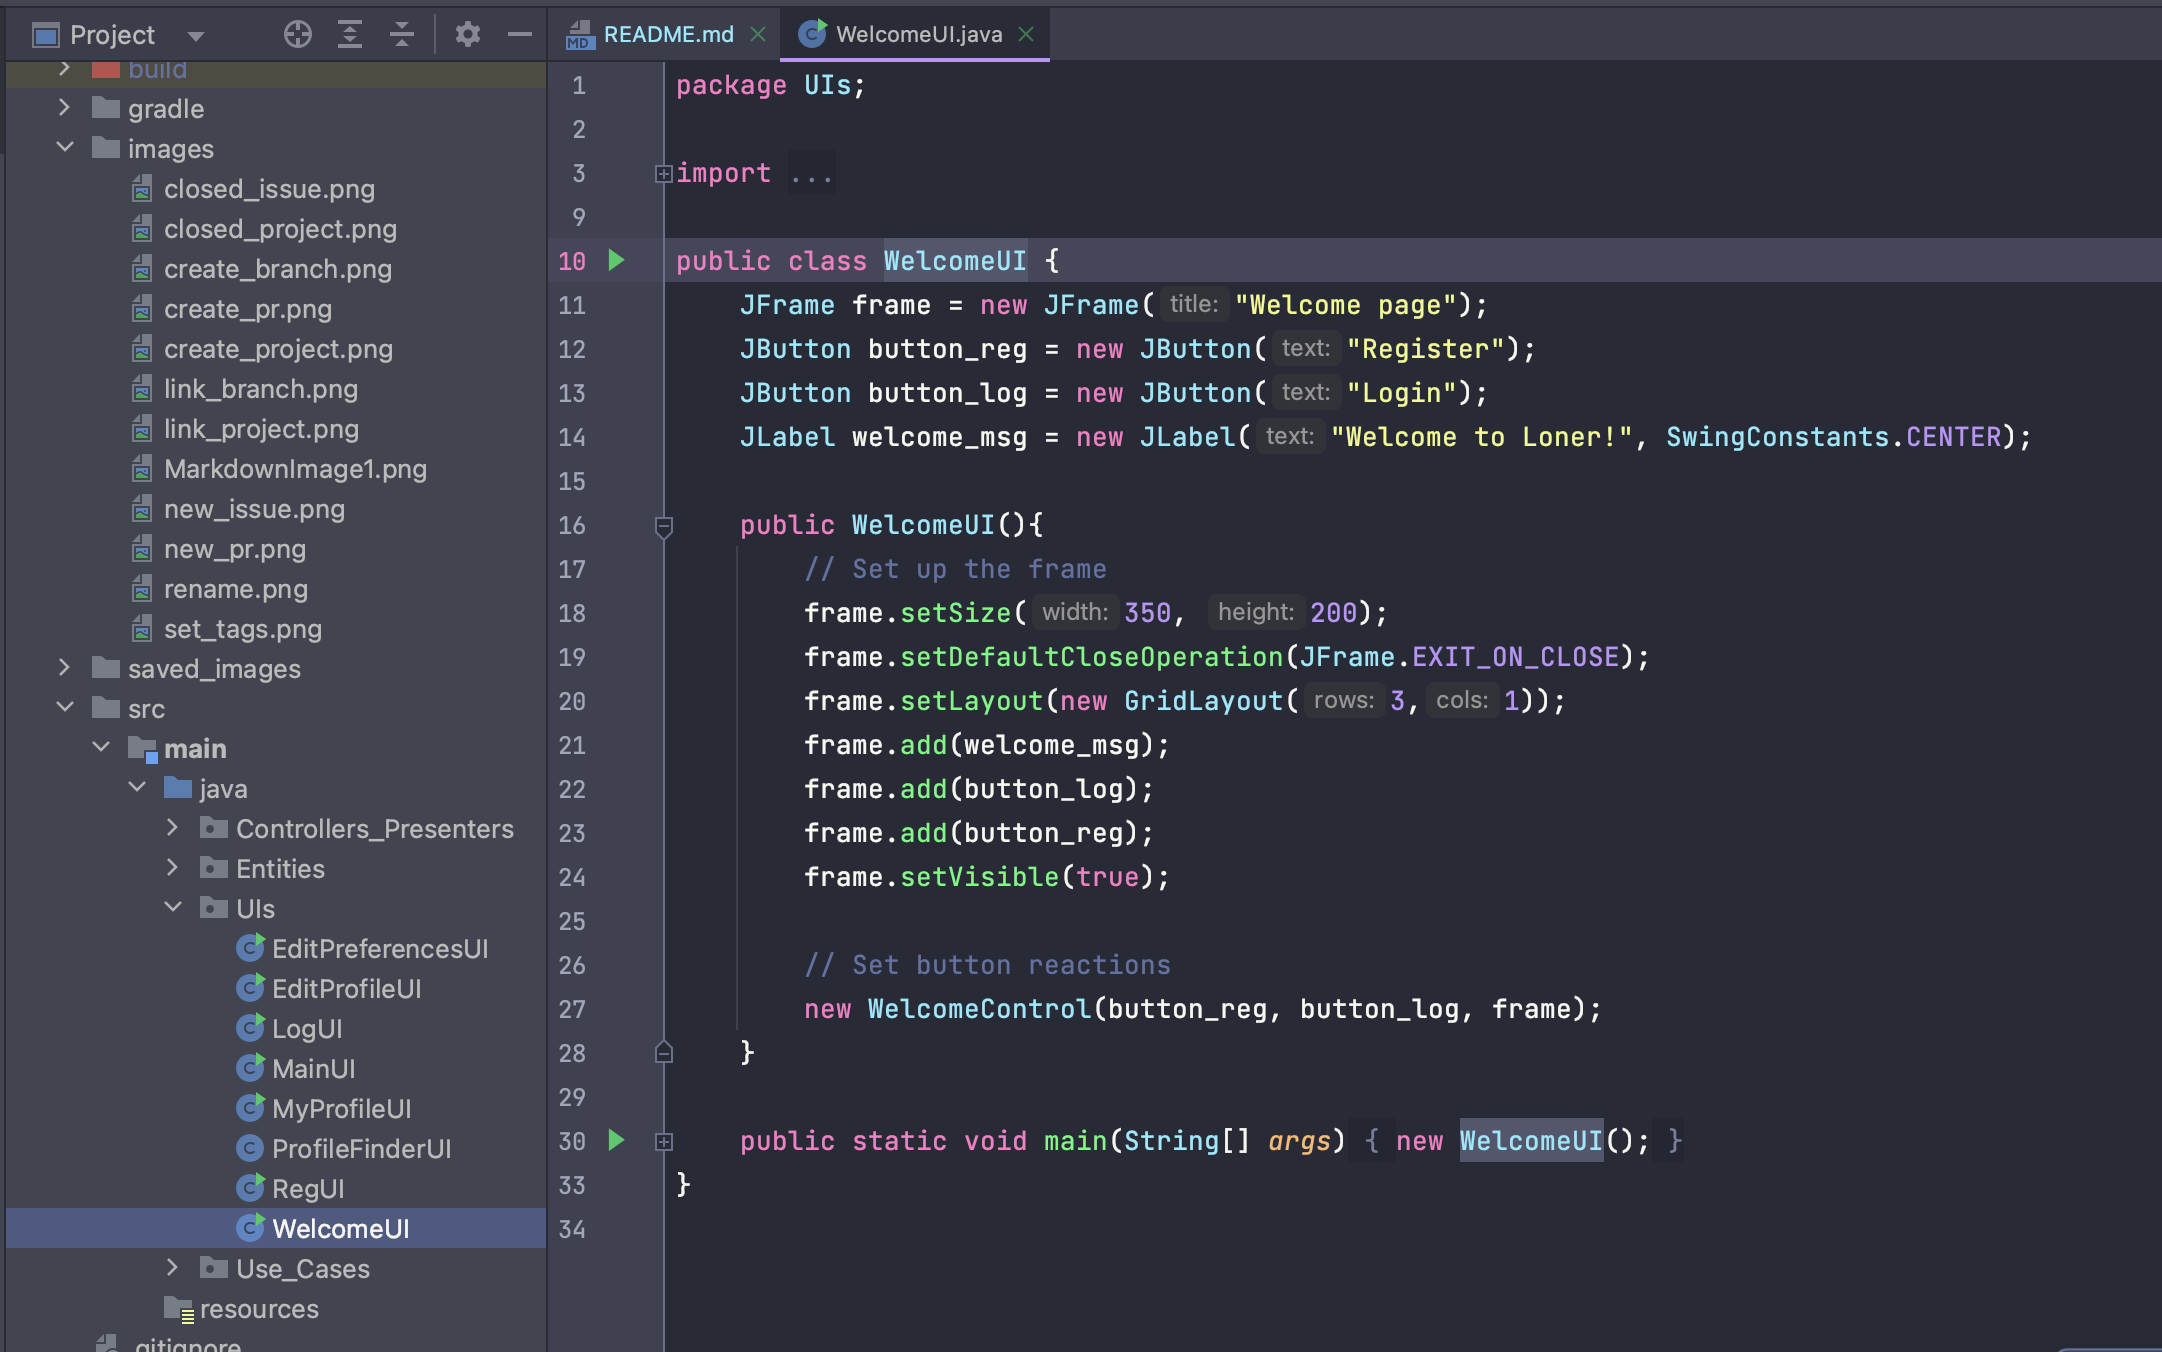 Project
README.md
WelcomeUI.java
build
gradle
images
closed_issue.png
closed_project.png
create_branch.png
create_pr.png
create_project.png
link_branch.png
link_project.png
MarkdownImage1.png
new_issue.png
new_pr.png
rename.png
set_tags.png
saved_images
src
main
java
Controllers_Presenters
Entities
UIs
EditPreferencesUI
EditProfileUI
LogUI
MainUI
MyProfileUI
ProfileFinderUI
RegUI
WelcomeUI
Use_Cases
resources
.gitignore
1 package UIs;
2
3 import ...
9
10 public class WelcomeUI {
11 JFrame frame = new JFrame( title: "Welcome page");
12 JButton button_reg = new JButton( text: "Register");
13 JButton button_log = new JButton( text: "Login");
14 JLabel welcome_msg = new JLabel( text: "Welcome to Loner!", SwingConstants.CENTER);
15
16 public WelcomeUI(){
17 // Set up the frame
18 frame.setSize( width: 350, height: 200);
19 frame.setDefaultCloseOperation(JFrame.EXIT_ON_CLOSE);
20 frame.setLayout(new GridLayout( rows: 3, cols: 1));
21 frame.add(welcome_msg);
22 frame.add(button_log);
23 frame.add(button_reg);
24 frame.setVisible(true);
25
26 // Set button reactions
27 new WelcomeControl(button_reg, button_log, frame);
28 }
29
30 public static void main(String[] args) { new WelcomeUI(); }
33 }
34